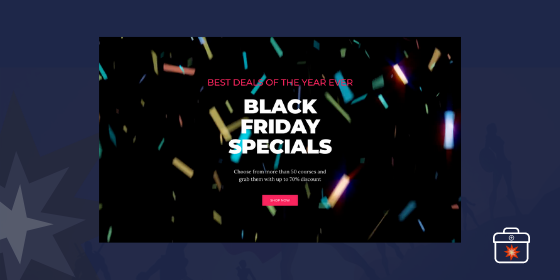 BEST DEALS OF THE YEAR EVER
BLACK
FRIDAY
SPECIALS
Choose from more than 50 courses and
grab them with up to 70% discount
SHOP NOW